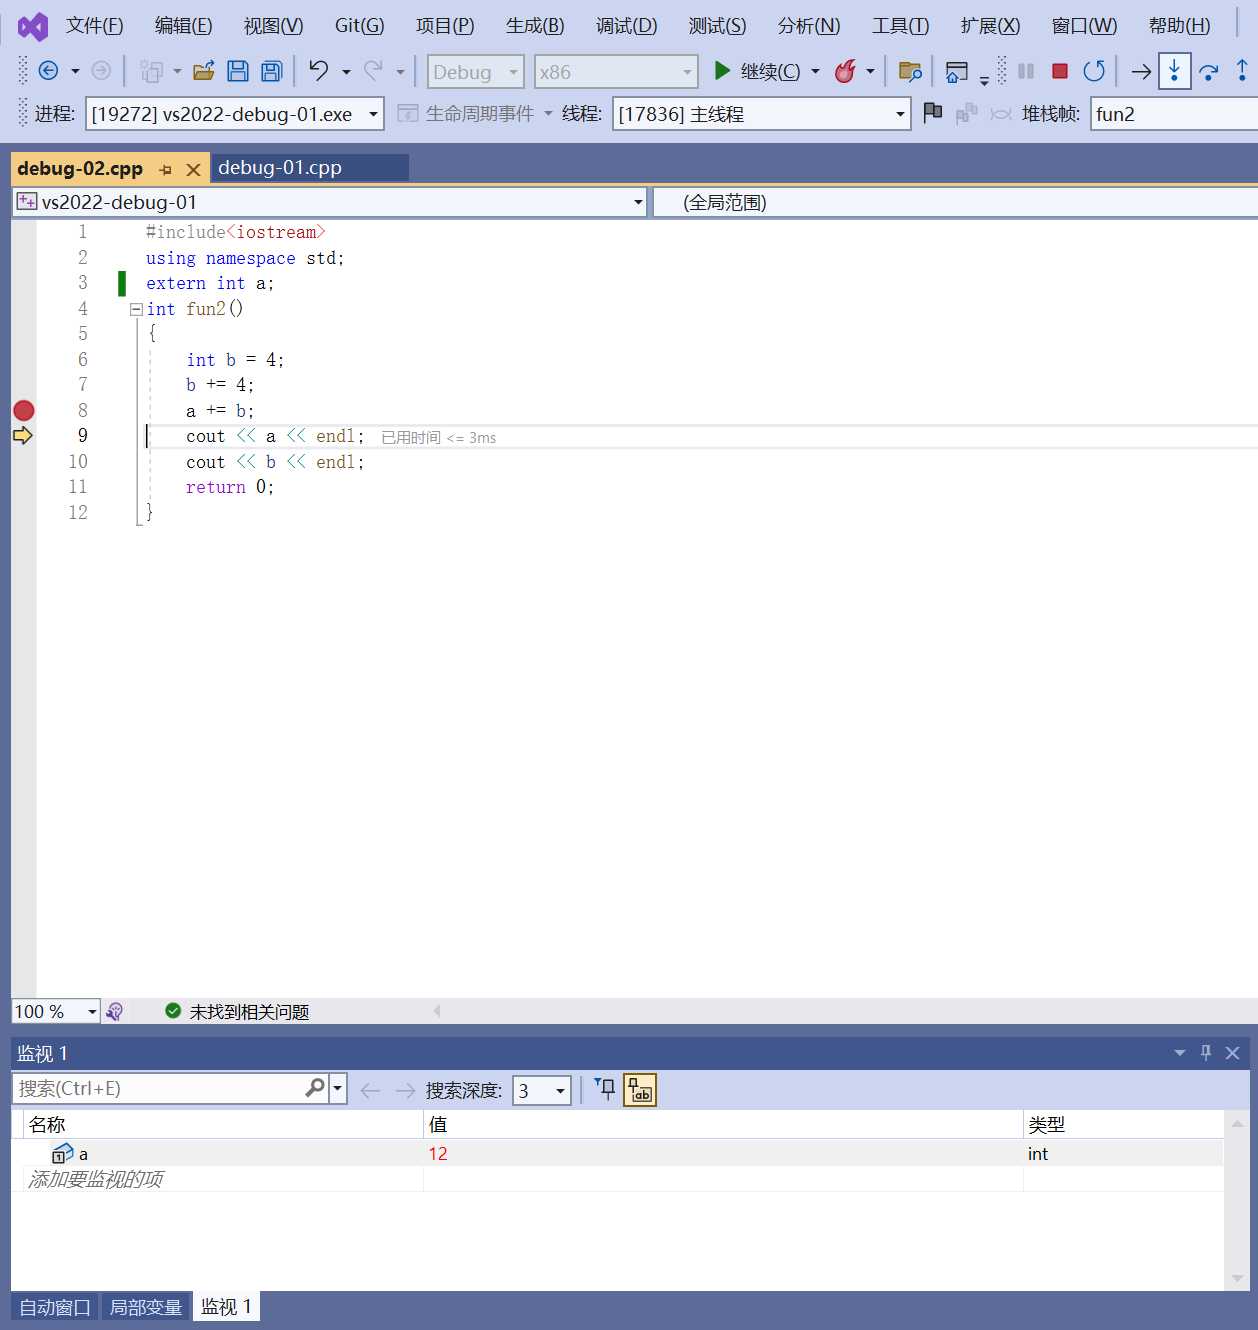 文件(F) 编辑(E) 视图(V) Git(G) 项目(P) 生成(B) 调试(D) 测试(S) 分析(N) 工具(T) 扩展(X) 窗口(W) 帮助(H)
Debug x86 继续(C)
进程: [19272] vs2022-debug-01.exe 生命周期事件 线程: [17836] 主线程 堆栈帧: fun2
debug-02.cpp debug-01.cpp
vs2022-debug-01 (全局范围)
1 #include<iostream>
2 using namespace std;
3 extern int a;
4 int fun2()
5 {
6 int b = 4;
7 b += 4;
8 a += b;
9 cout << a << endl; 已用时间 <= 3ms
10 cout << b << endl;
11 return 0;
12 }
100 % 未找到相关问题
监视 1
搜索(Ctrl+E) 搜索深度: 3
名称 值 类型
a 12 int
添加要监视的项
自动窗口 局部变量 监视 1